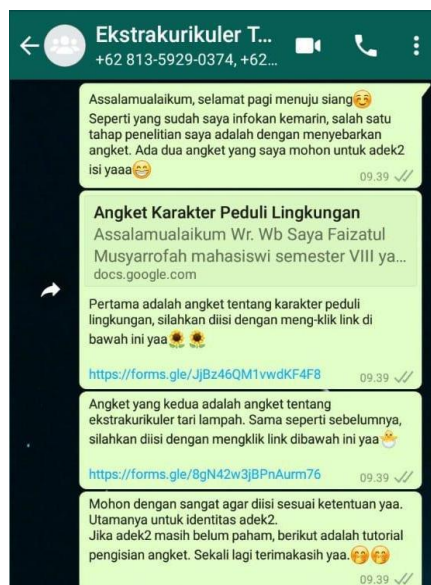 Ekstrakurikuler T...
+62 813-5929-0374, +62...
Assalamualaikum, selamat pagi menuju siang😊
Seperti yang sudah saya infokan kemarin, salah satu
tahap penelitian saya adalah dengan menyebarkan
angket. Ada dua angket yang saya mohon untuk adek2
isi yaaa😁
09.39
Angket Karakter Peduli Lingkungan
Assalamualaikum Wr. Wb Saya Faizatul
Musyarrofah mahasiswi semester VIII ya...
docs.google.com
Pertama adalah angket tentang karakter peduli
lingkungan, silahkan diisi dengan meng-klik link di
bawah ini yaa🌻🌻
https://forms.gle/JjBz46QM1vwdKF4F8
09.39
Angket yang kedua adalah angket tentang
ekstrakurikuler tari lampah. Sama seperti sebelumnya,
silahkan diisi dengan mengklik link dibawah ini yaa🐣
https://forms.gle/8gN42w3jBPnAurm76
09.39
Mohon dengan sangat agar diisi sesuai ketentuan yaa.
Utamanya untuk identitas adek2.
Jika adek2 masih belum paham, berikut adalah tutorial
pengisian angket. Sekali lagi terimakasih yaa.🤭🤭
09.39